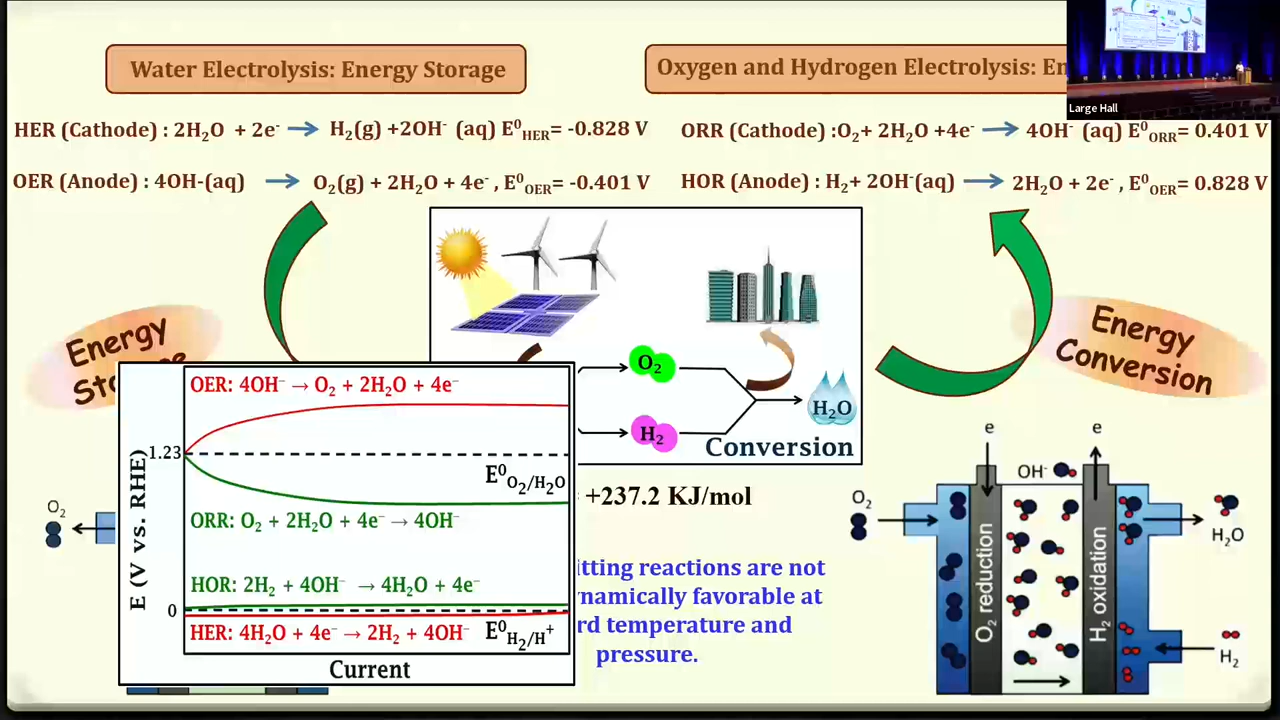 Water Electrolysis: Energy Storage
Oxygen and Hydrogen Electrolysis: En
Large Hall
HER (Cathode) : 2H₂O + 2e⁻ → H₂(g) +2OH⁻ (aq) E⁰HER= -0.828 V
ORR (Cathode) :O₂+ 2H₂O +4e⁻ → 4OH⁻ (aq) E⁰ORR= 0.401 V
OER (Anode) : 4OH-(aq) → O₂(g) + 2H₂O + 4e⁻ , E⁰OER= -0.401 V
HOR (Anode) : H₂+ 2OH⁻(aq) → 2H₂O + 2e⁻ , E⁰OER= 0.828 V
Energy
Energy
Conversion
O₂
H₂
H₂O
Conversion
+237.2 KJ/mol
itting reactions are not
namically favorable at
rd temperature and
pressure.
E (V vs. RHE)
1.23
0
OER: 4OH⁻ → O₂ + 2H₂O + 4e⁻
E⁰O₂/H₂O
ORR: O₂ + 2H₂O + 4e⁻ → 4OH⁻
HOR: 2H₂ + 4OH⁻ → 4H₂O + 4e⁻
HER: 4H₂O + 4e⁻ → 2H₂ + 4OH⁻
E⁰H₂/H⁺
Current
O₂
e
e
OH⁻
O₂
H₂O
O₂ reduction
H₂ oxidation
H₂